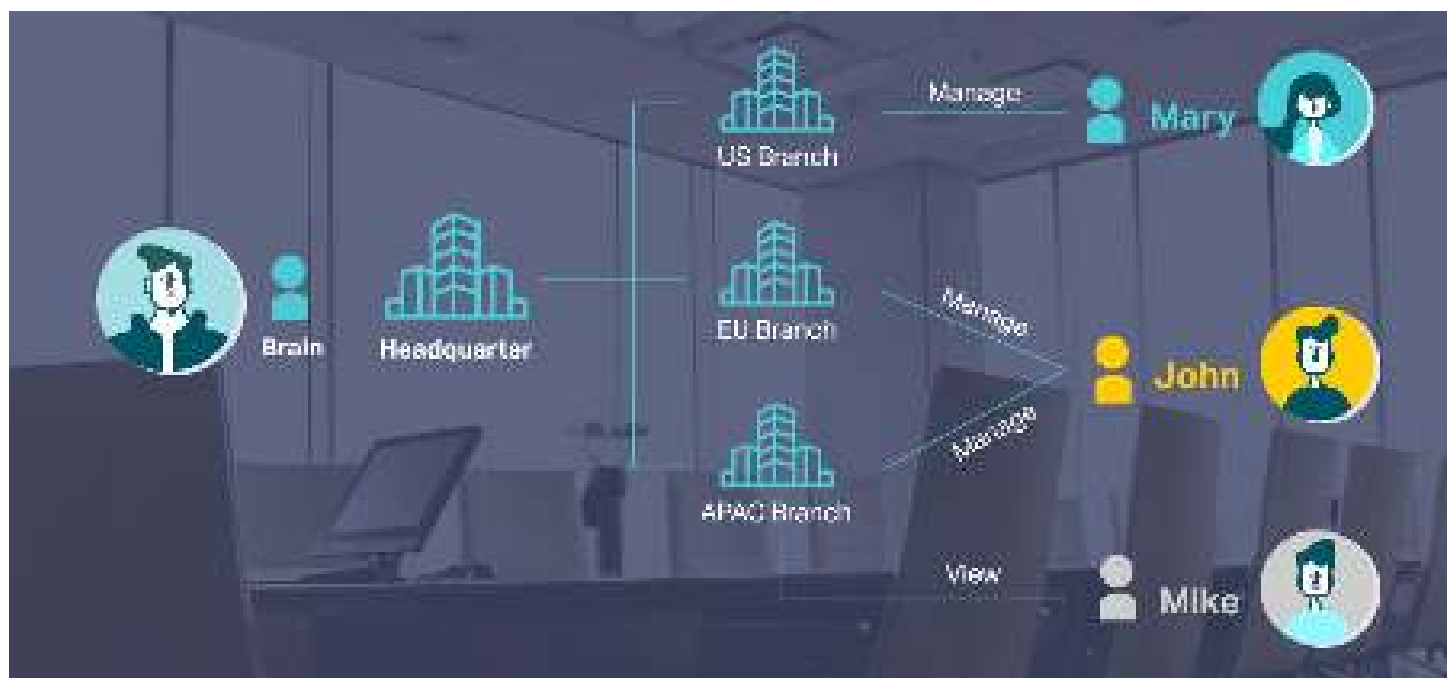 Manage
Mary
US Branch
Brain
Headquarter
EU Branch
Manage
John
Manage
APAC Branch
View
Mike